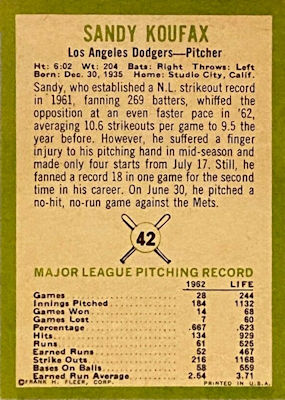 SANDY KOUFAX
Los Angeles Dodgers—Pitcher
Ht: 6:02 Wt: 204 Bats: Right Throws: Left
Born: Dec. 30, 1935 Home: Studio City, Calif.
Sandy, who established a N.L. strikeout record
in 1961, fanning 269 batters, whiffed the
opposition at an even faster pace in '62,
averaging 10.6 strikeouts per game to 9.5 the
year before. However, he suffered a finger
injury to his pitching hand in mid-season and
made only four starts from July 17. Still, he
fanned a record 18 in one game for the second
time in his career. On June 30, he pitched a
no-hit, no-run game against the Mets.
42
MAJOR LEAGUE PITCHING RECORD
1962 LIFE
Games 28 244
Innings Pitched 184 1132
Games Won 14 68
Games Lost 7 60
Percentage .667 .623
Hits 134 929
Runs 61 525
Earned Runs 52 467
Strike Outs 216 1168
Bases On Balls 58 559
Earned Run Average 2.54 3.71
©FRANK H. FLEER, CORP. PRINTED IN U.S.A.